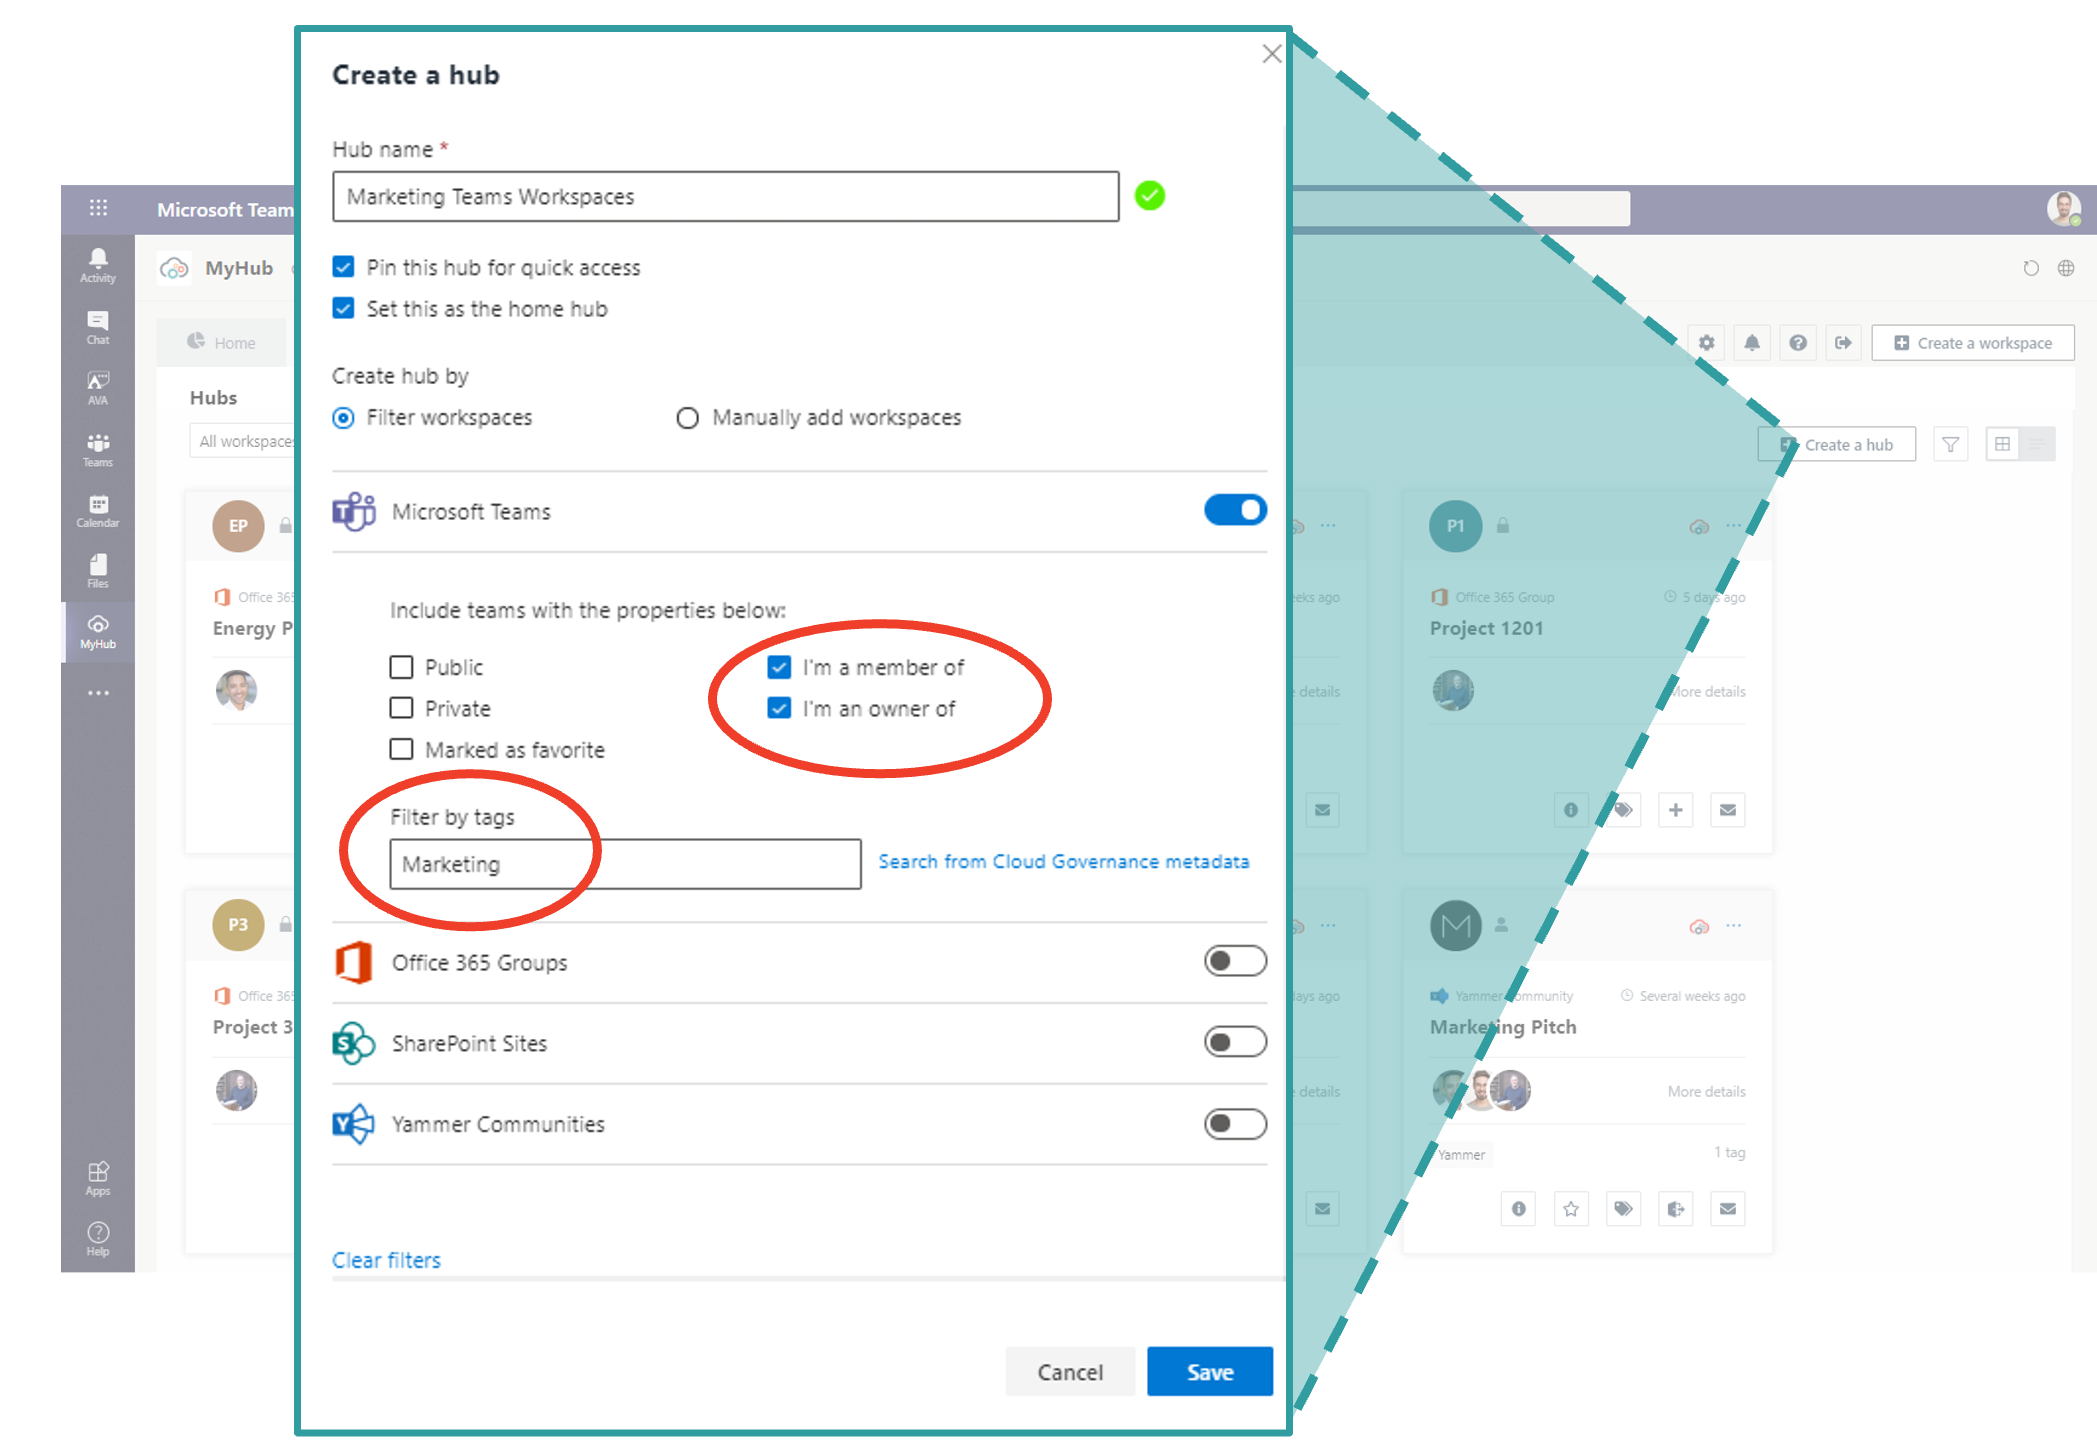 Create a hub
Hub name *
Marketing Teams Workspaces
Pin this hub for quick access
Set this as the home hub
Create hub by
Filter workspaces
Manually add workspaces
Microsoft Teams
Include teams with the properties below:
Public
I'm a member of
Private
I'm an owner of
Marked as favorite
Filter by tags
Marketing
Search from Cloud Governance metadata
Office 365 Groups
SharePoint Sites
Yammer Communities
Clear filters
Cancel
Save
Microsoft Team
Activity
Chat
AVA
Teams
Calendar
Files
MyHub
Apps
Help
MyHub
Home
Hubs
All workspaces
EP
Office 365
Energy P
P3
Office 365
Project 3
Create a workspace
Create a hub
ago
details
P1
Office 365 Group
5 days ago
Project 1201
More details
ago
details
M
Yammer Community
Several weeks ago
Marketing Pitch
More details
Yammer
1 tag